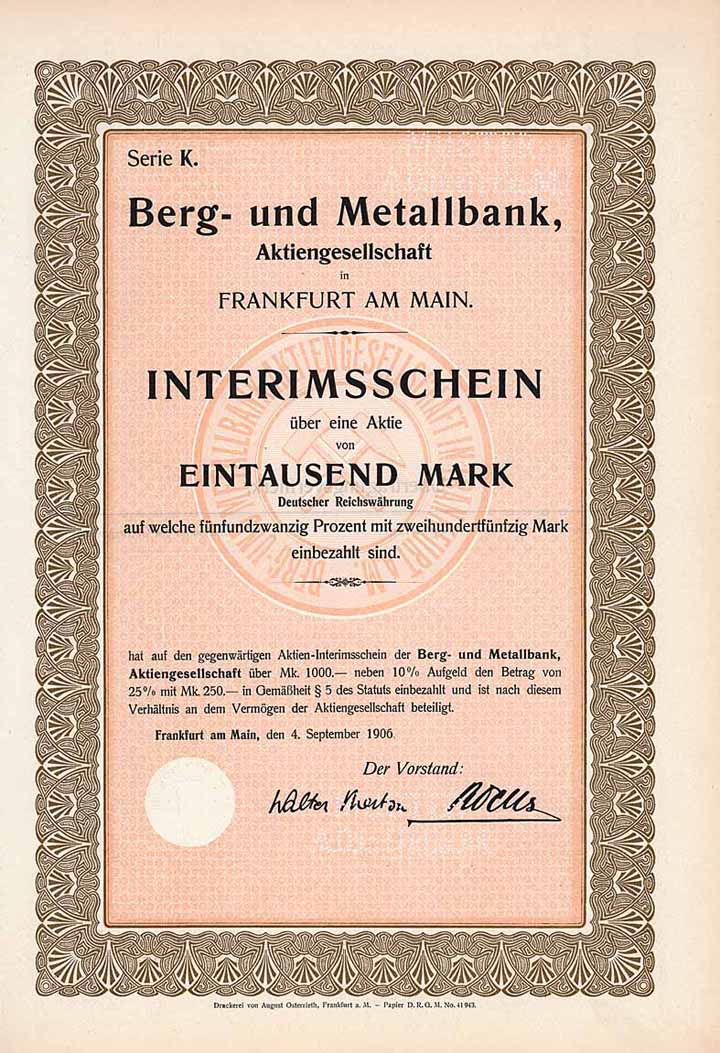 Serie K.
Berg- und Metallbank,
Aktiengesellschaft
in
FRANKFURT AM MAIN.
INTERIMSSCHEIN
über eine Aktie
von
EINTAUSEND MARK
Deutscher Reichswährung
auf welche fünfundzwanzig Prozent mit zweihundertfünfzig Mark
einbezahlt sind.
hat auf den gegenwärtigen Aktien-Interimsschein der Berg- und Metallbank,
Aktiengesellschaft über Mk. 1000.— neben 10% Aufgeld den Betrag von
25% mit Mk. 250.— in Gemäßheit § 5 des Statuts einbezahlt und ist nach diesem
Verhältnis an dem Vermögen der Aktiengesellschaft beteiligt.
Frankfurt am Main, den 4. September 1906.
Der Vorstand:
Walter Merton
Druckerei von August Osterrieth, Frankfurt a. M. – Papier D. R. G. M. No. 41943.